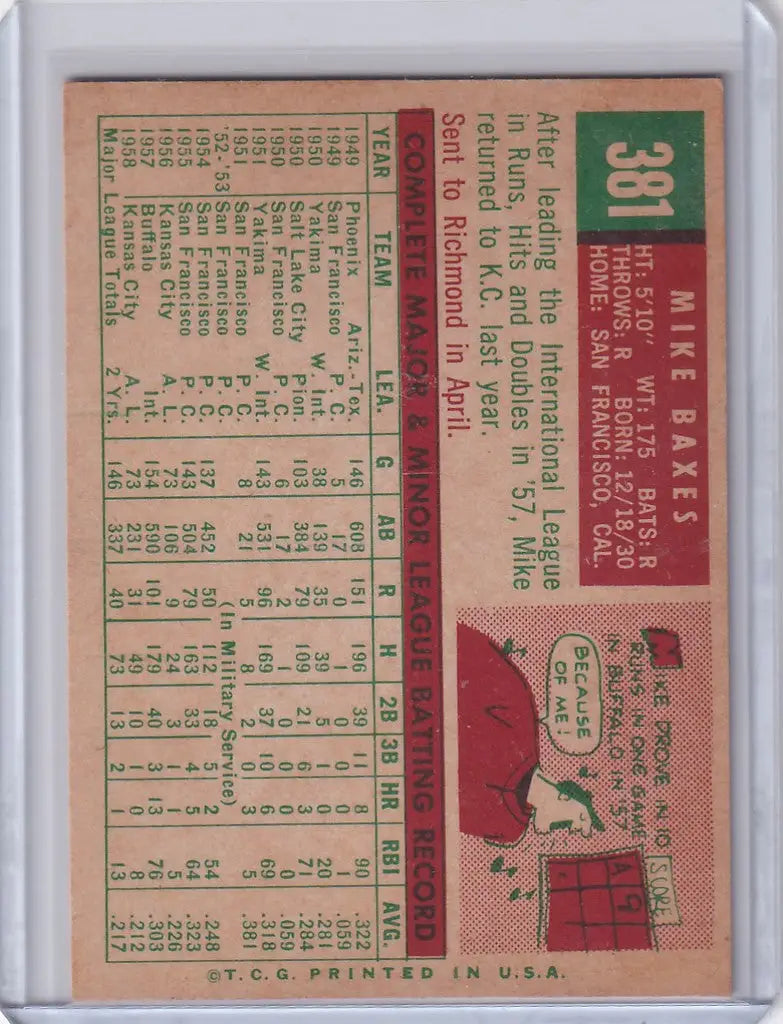 381
MIKE BAXES
HT: 5'10" WT: 175 BATS: R
THROWS: R BORN: 12/18/30
HOME: SAN FRANCISCO, CAL.
After leading the International League
in Runs, Hits and Doubles in '57, Mike
returned to K.C. last year.
Sent to Richmond in April.
MIKE DROVE IN 10
RUNS IN ONE GAME
IN BUFFALO IN '57
BECAUSE
OF ME!
SCORE
A 9
COMPLETE MAJOR & MINOR LEAGUE BATTING RECORD
YEAR TEAM LEA. G AB R H 2B 3B HR RBI AVG.
1949 Phoenix Ariz.-Tex. 146 608 151 196 39 11 8 90 .322
1949 San Francisco P. C. 5 17 0 1 0 0 0 1 .059
1950 Yakima W. Int. 38 139 35 39 5 1 0 20 .281
1950 Salt Lake City Pion. 103 384 79 109 21 6 3 71 .284
1950 San Francisco P. C. 6 17 2 1 0 0 0 0 .059
1951 Yakima W. Int. 143 531 96 169 37 10 6 69 .318
1951 San Francisco P. C. 8 21 5 8 2 0 3 5 .381
'52-'53 San Francisco P. C. (In Military Service)
1954 San Francisco P. C. 137 452 50 112 18 5 2 54 .248
1955 San Francisco P. C. 143 504 79 163 33 4 5 64 .323
1956 Kansas City A. L. 73 106 9 24 3 1 1 5 .226
1957 Buffalo Int. 154 590 101 179 40 3 13 76 .303
1958 Kansas City A. L. 73 231 31 49 10 1 0 8 .212
Major League Totals 2 Yrs. 146 337 40 73 13 2 1 13 .217
©T.C.G. PRINTED IN U.S.A.